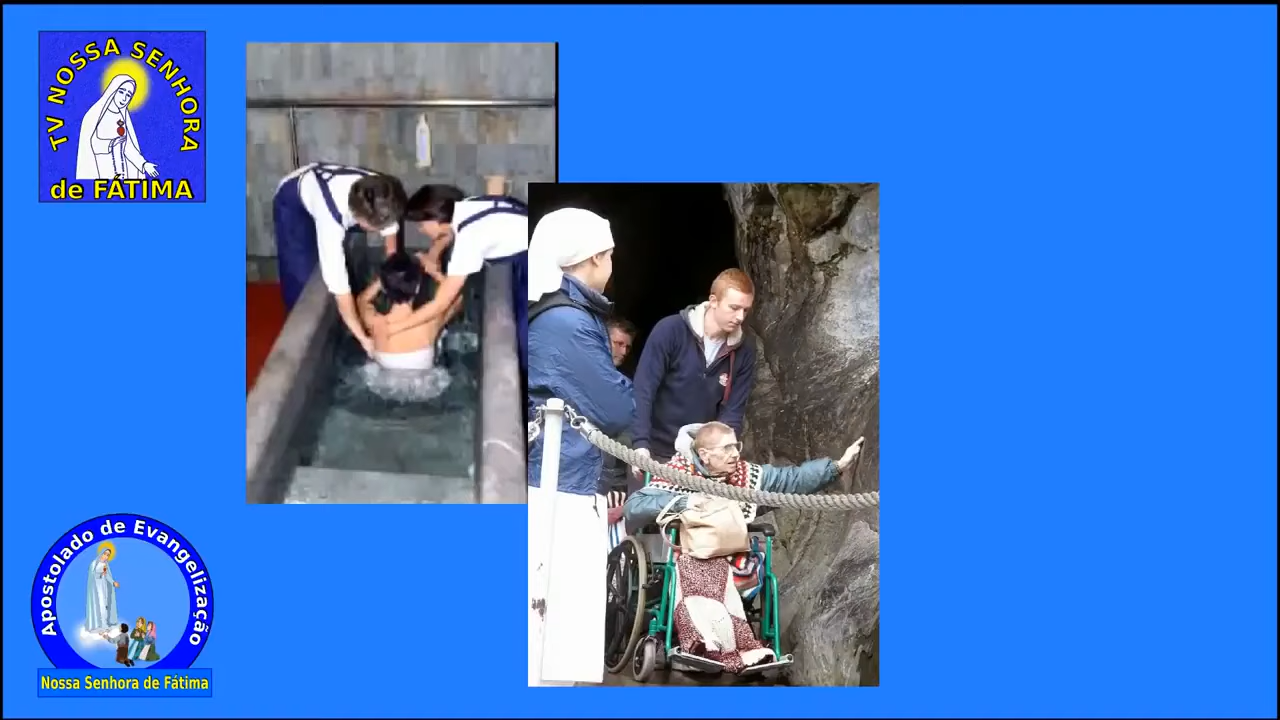 TV NOSSA SENHORA
de FÁTIMA
Apostolado de Evangelização
Nossa Senhora de Fátima